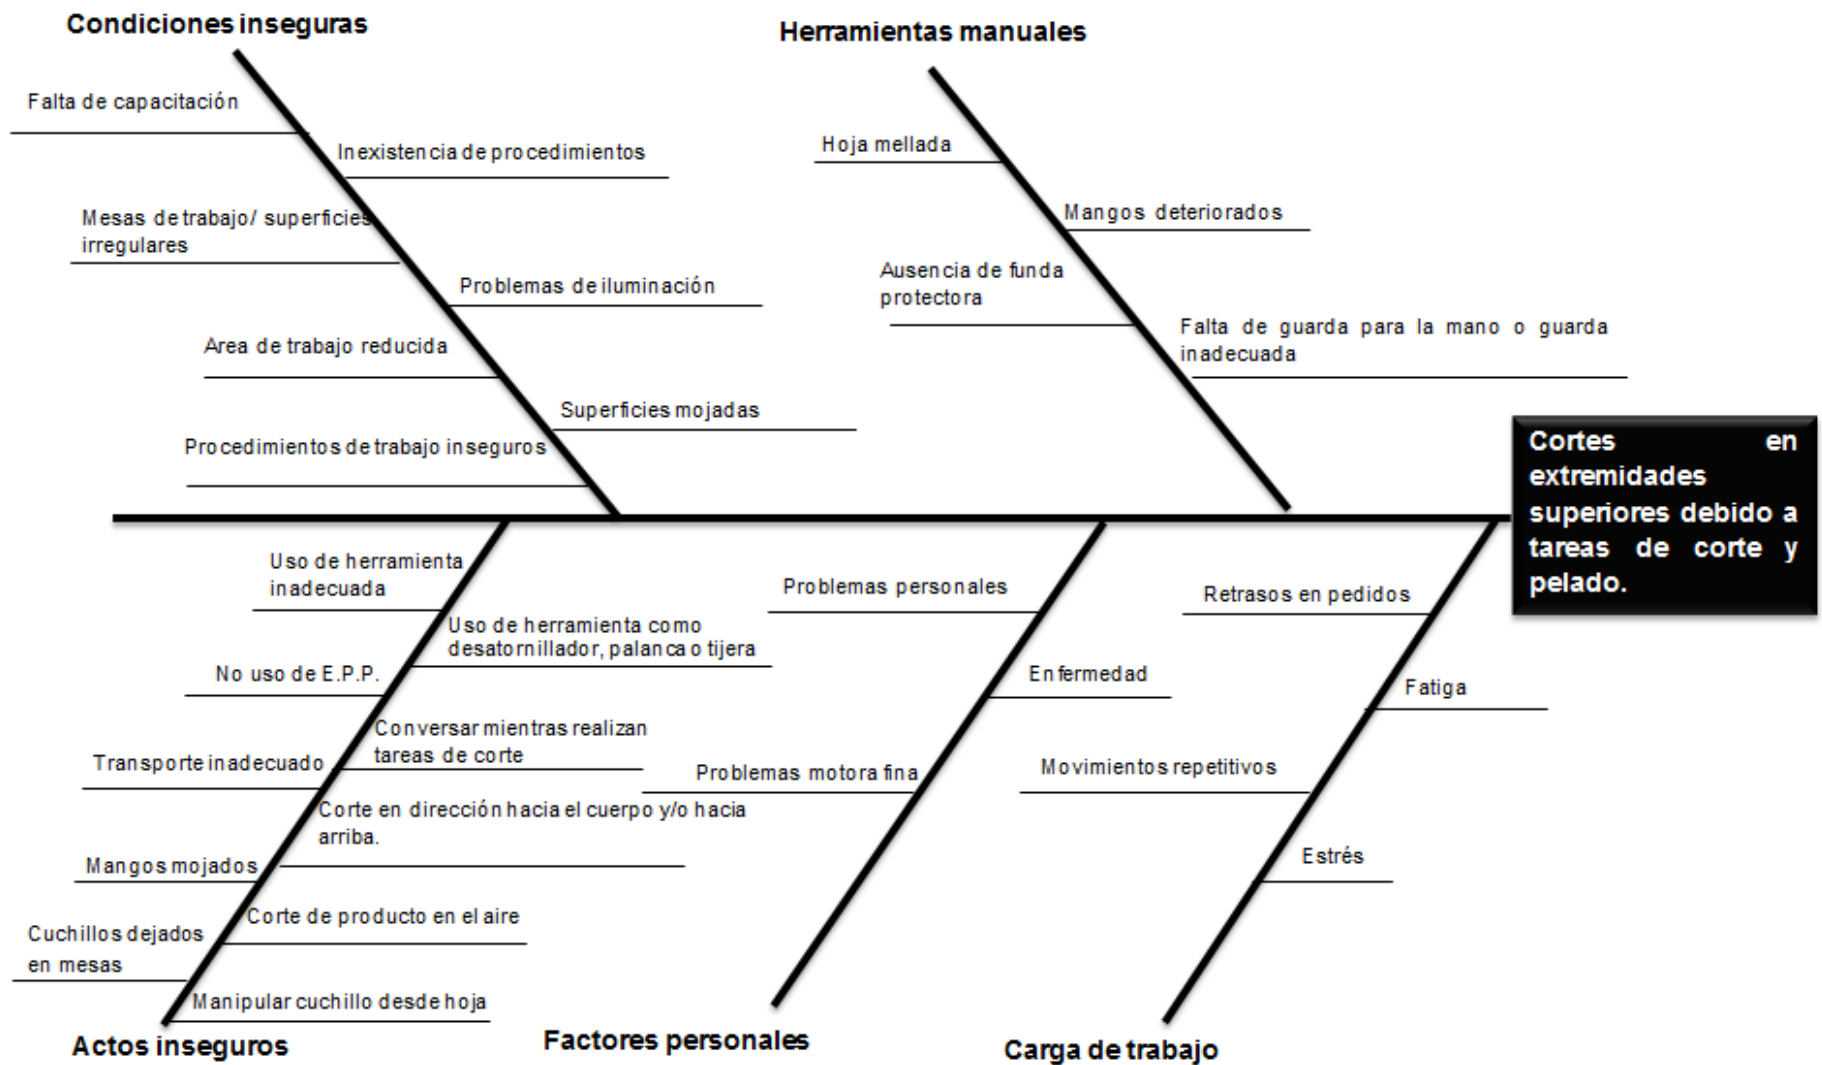 Condiciones inseguras
Herramientas manuales
Falta de capacitación
Inexistencia de procedimientos
Mesas de trabajo/ superficies
irregulares
Problemas de iluminación
Area de trabajo reducida
Superficies mojadas
Procedimientos de trabajo inseguros
Hoja mellada
Mangos deteriorados
Ausencia de funda
protectora
Falta de guarda para la mano o guarda
inadecuada
Cortes en
extremidades
superiores debido a
tareas de corte y
pelado.
Uso de herramienta
inadecuada
Uso de herramienta como
desatornillador, palanca o tijera
No uso de E.P.P.
Conversar mientras realizan
tareas de corte
Transporte inadecuado
Corte en dirección hacia el cuerpo y/o hacia
arriba.
Mangos mojados
Corte de producto en el aire
Cuchillos dejados
en mesas
Manipular cuchillo desde hoja
Actos inseguros
Problemas personales
Enfermedad
Problemas motora fina
Factores personales
Retrasos en pedidos
Fatiga
Movimientos repetitivos
Estrés
Carga de trabajo